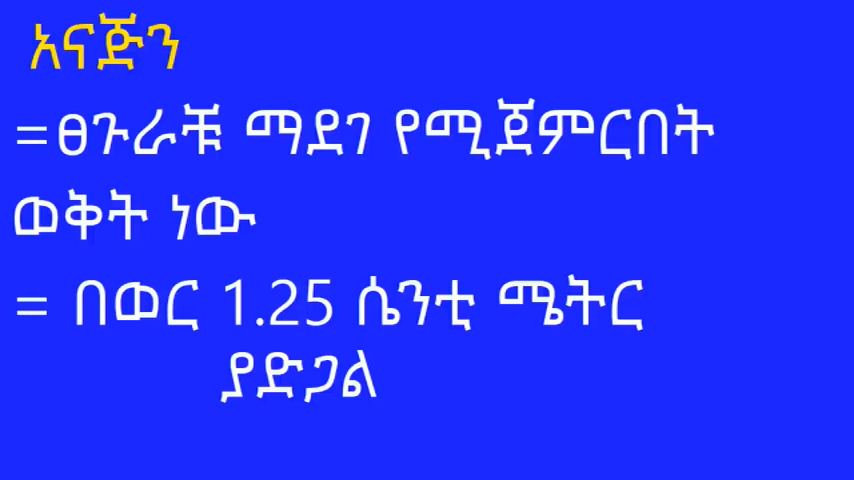 አናጅን
=ፀጉራቹ ማደገ የሚጀምርበት
ወቅት ነው
= በወር 1.25 ሴንቲ ሜትር
ያድጋል